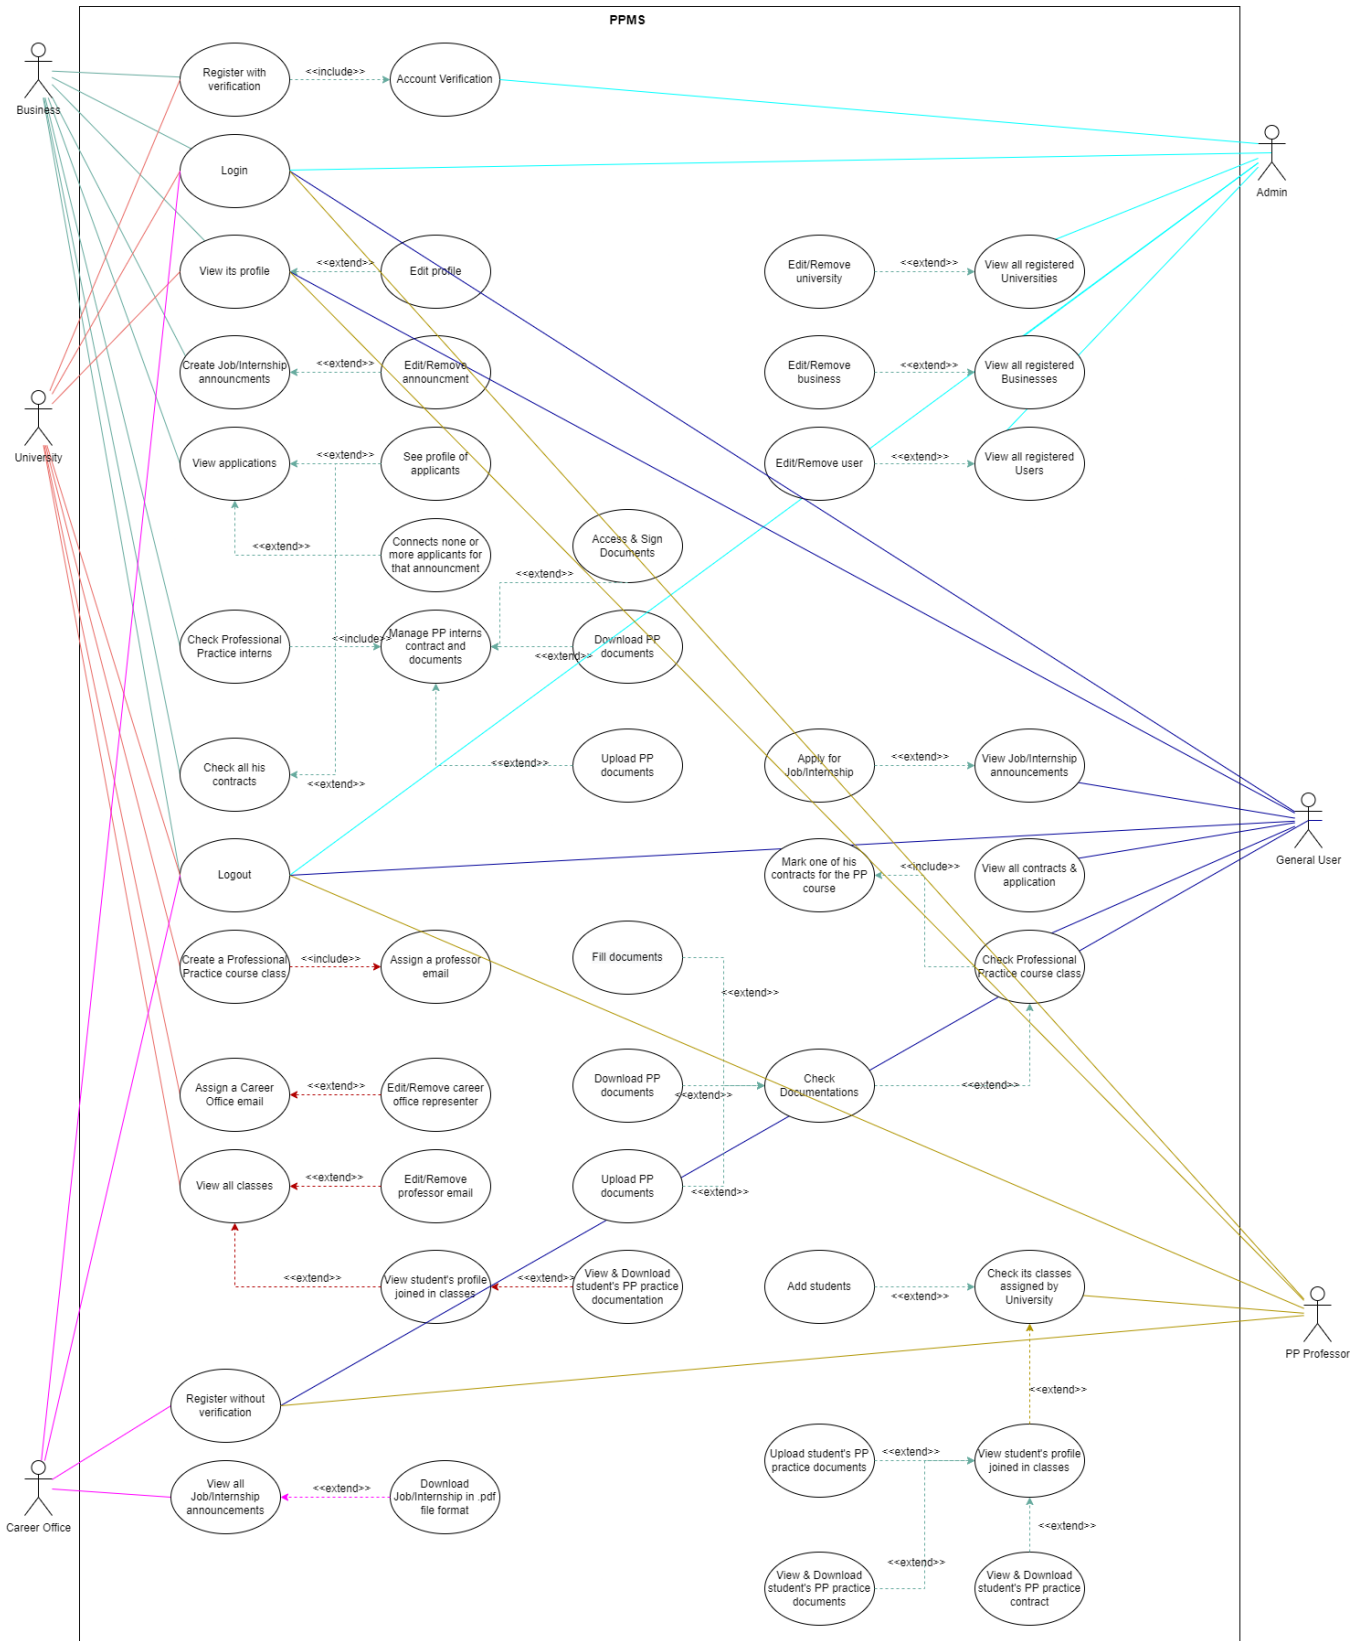 PPMS
Business
Register with
verification
<<include>>
Account Verification
Login
Admin
View its profile
<<extend>>
Edit profile
Edit/Remove
university
<<extend>>
View all registered
Universities
Create Job/Internship
announcments
<<extend>>
Edit/Remove
announcment
Edit/Remove
business
<<extend>>
View all registered
Businesses
University
View applications
<<extend>>
See profile of
applicants
Edit/Remove user
<<extend>>
View all registered
Users
<<extend>>
Connects none or
more applicants for
that announcment
Access & Sign
Documents
<<extend>>
Check Professional
Practice interns
<<include>>
Manage PP interns
contract and
documents
<<extend>>
Download PP
documents
Check all his
contracts
<<extend>>
<<extend>>
Upload PP
documents
Apply for
Job/Internship
<<extend>>
View Job/Internship
announcements
General User
Logout
Mark one of his
contracts for the PP
course
<<include>>
View all contracts &
application
Create a Professional
Practice course class
<<include>>
Assign a professor
email
Fill documents
<<extend>>
Check Professional
Practice course class
Assign a Career
Office email
<<extend>>
Edit/Remove career
office representer
Download PP
documents
<<extend>>
Check
Documentations
<<extend>>
View all classes
<<extend>>
Edit/Remove
professor email
Upload PP
documents
<<extend>>
<<extend>>
View student's profile
joined in classes
<<extend>>
View & Download
student's PP practice
documentation
Add students
<<extend>>
Check its classes
assigned by
University
PP Professor
Register without
verification
<<extend>>
Upload student's PP
practice documents
<<extend>>
View student's profile
joined in classes
Career Office
View all
Job/Internship
announcements
<<extend>>
Download
Job/Internship in .pdf
file format
<<extend>>
<<extend>>
View & Download
student's PP practice
documents
View & Download
student's PP practice
contract